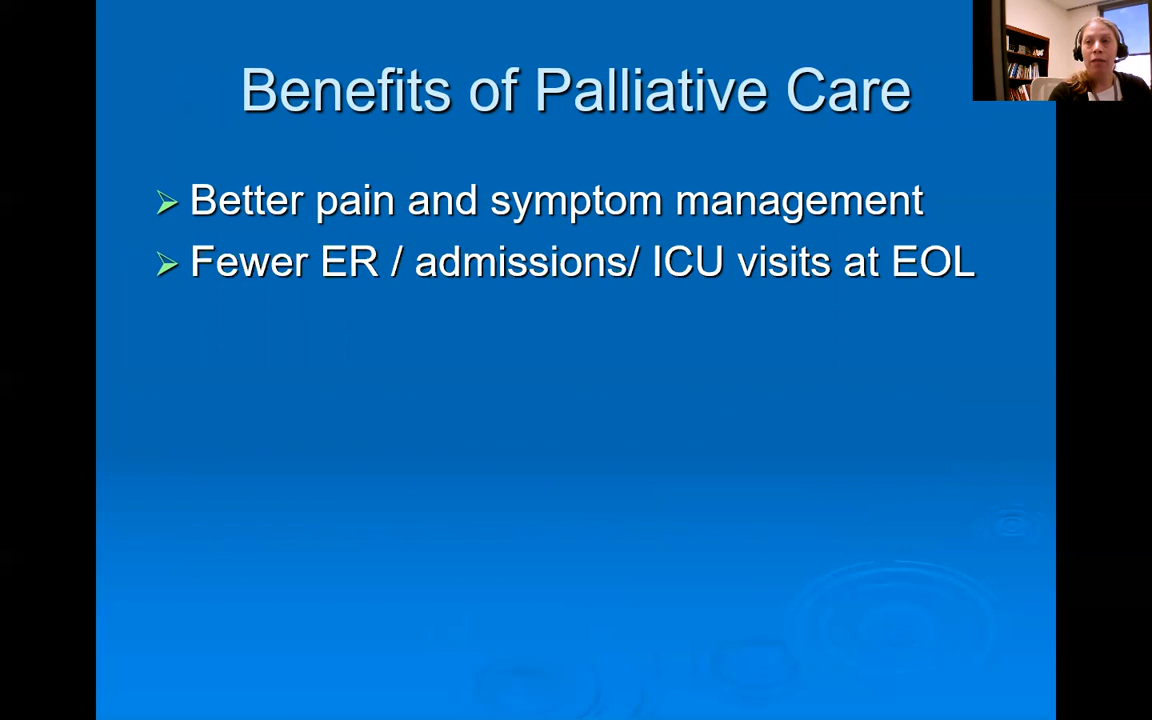 Benefits of Palliative Care
Better pain and symptom management
Fewer ER / admissions/ ICU visits at EOL